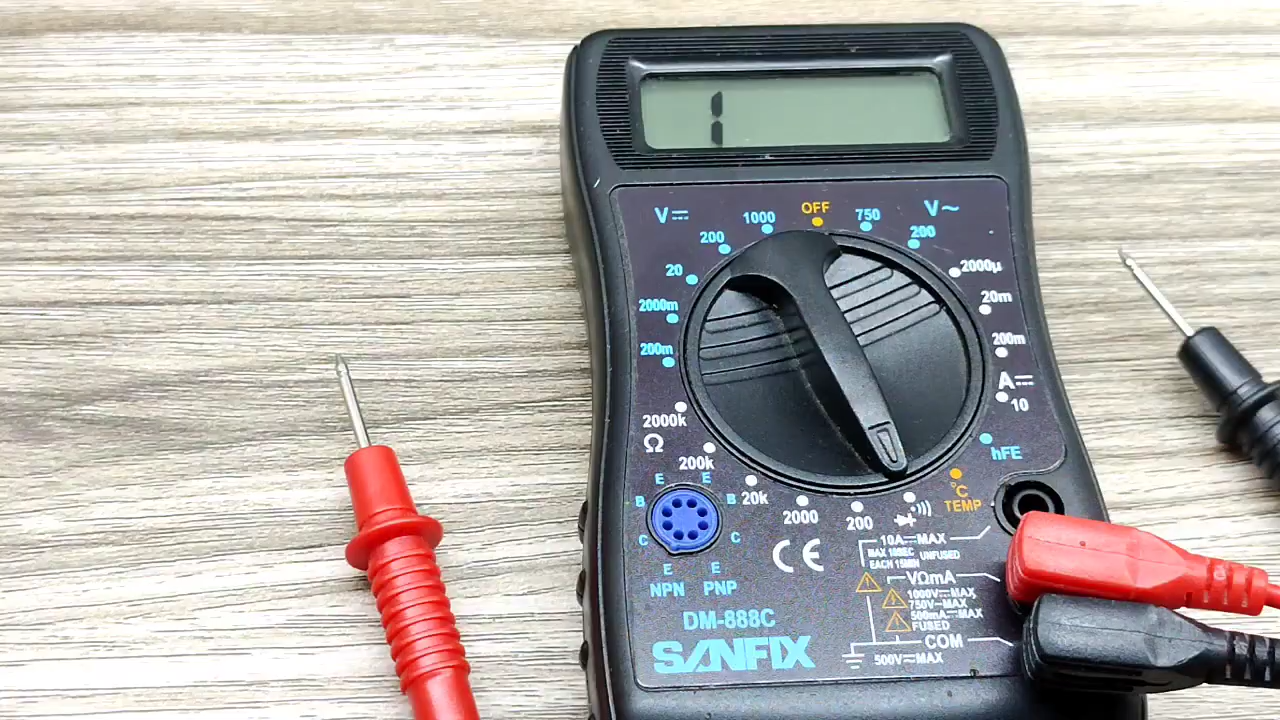 1
V⎓ 1000 OFF 750 V~
200 200
20 2000µ
2000m 20m
200m 200m
A⎓
10
2000k
Ω
200k hFE
20k °C
2000 TEMP
200
E E
B B
C C
E E
NPN PNP
CE
10A⎓MAX
MAX 10SEC UNFUSED
EACH 15MIN
VΩmA
1000V⎓MAX
750V~MAX
500mA⎓MAX
FUSED
COM
500V⎓MAX
DM-888C
SANFIX